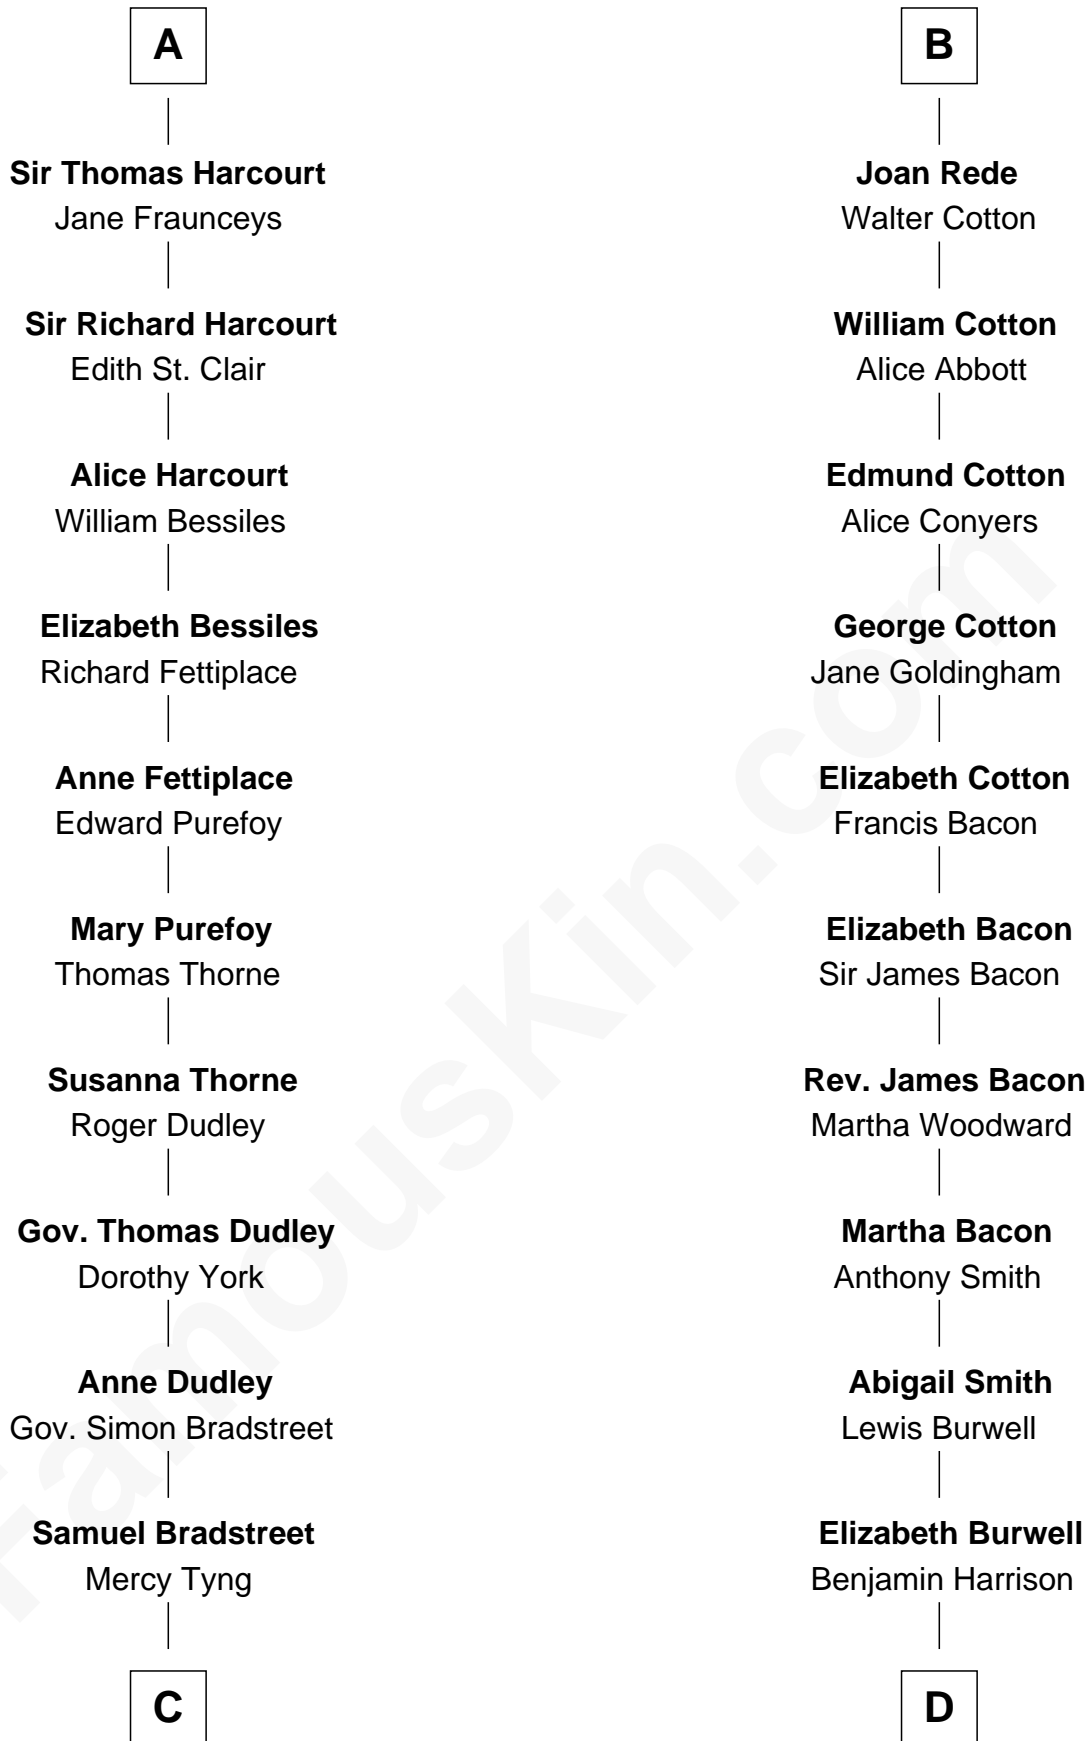 A
Sir Thomas Harcourt
Jane Fraunceys
Sir Richard Harcourt
Edith St. Clair
Alice Harcourt
William Bessiles
Elizabeth Bessiles
Richard Fettiplace
Anne Fettiplace
Edward Purefoy
Mary Purefoy
Thomas Thorne
Susanna Thorne
Roger Dudley
Gov. Thomas Dudley
Dorothy York
Anne Dudley
Gov. Simon Bradstreet
Samuel Bradstreet
Mercy Tyng
C
B
Joan Rede
Walter Cotton
William Cotton
Alice Abbott
Edmund Cotton
Alice Conyers
George Cotton
Jane Goldingham
Elizabeth Cotton
Francis Bacon
Elizabeth Bacon
Sir James Bacon
Rev. James Bacon
Martha Woodward
Martha Bacon
Anthony Smith
Abigail Smith
Lewis Burwell
Elizabeth Burwell
Benjamin Harrison
D
FamousKin.com